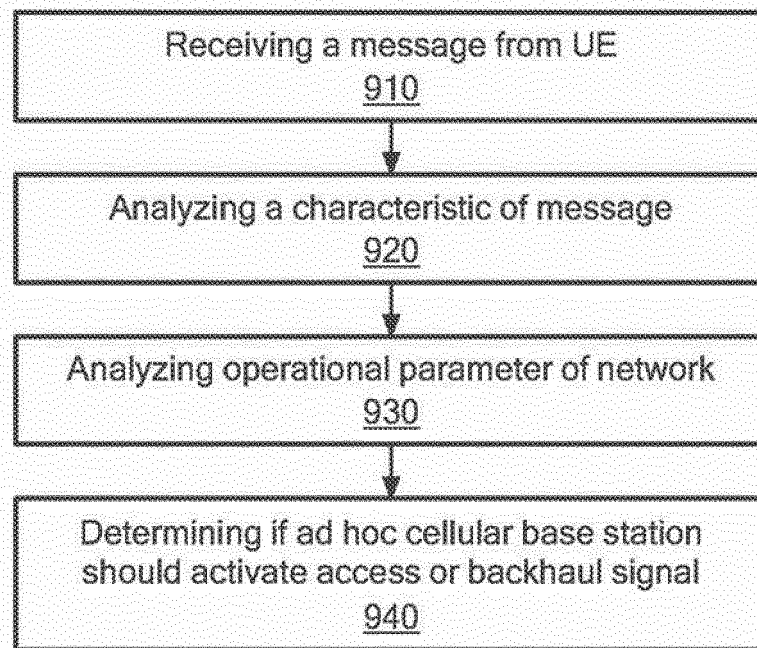 Receiving a message from UE
910
Analyzing a characteristic of message
920
Analyzing operational parameter of network
930
Determining if ad hoc cellular base station
should activate access or backhaul signal
940